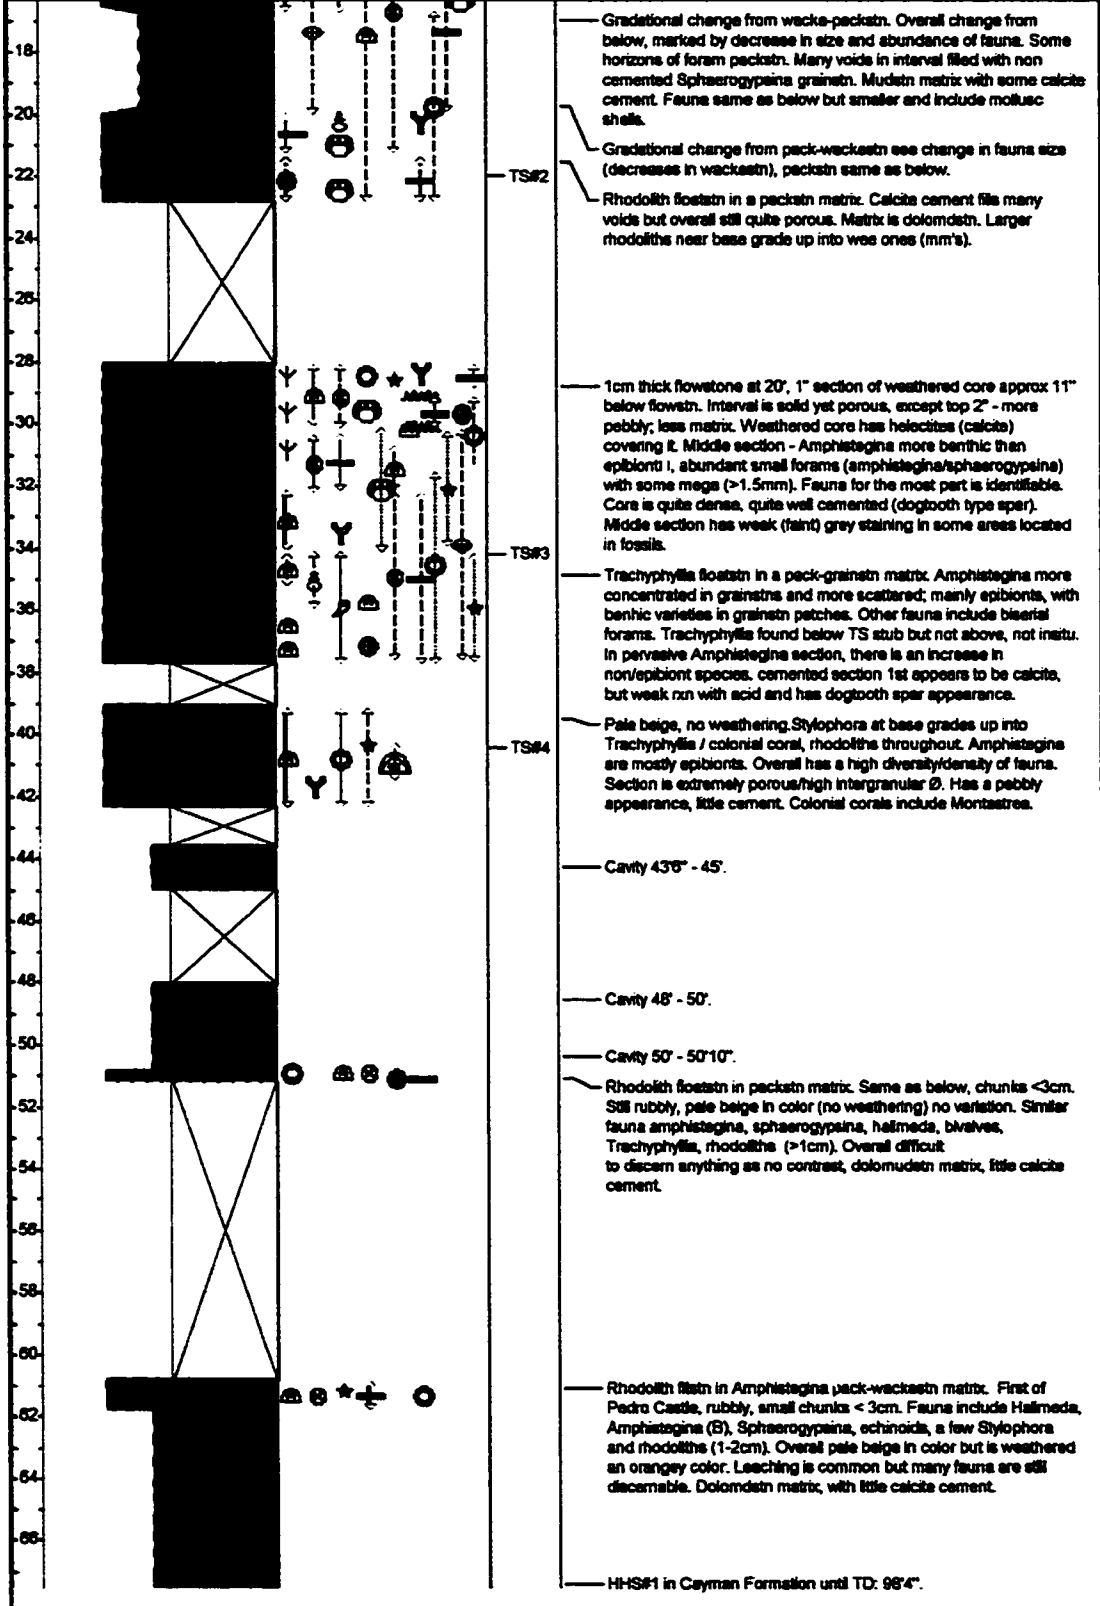 18
20
22
24
26
28
30
32
34
36
38
40
42
44
46
48
50
52
54
56
58
60
62
64
66
TS#2
TS#3
TS#4
Gradational change from wacke-packstn. Overall change from
below, marked by decrease in size and abundance of fauna. Some
horizons of foram packstn. Many voids in interval filled with non
cemented Sphaerogypsina grainstn. Mudstn matrix with some calcite
cement. Fauna same as below but smaller and include mollusc
shells.
Gradational change from pack-wackestn see change in fauna size
(decreases in wackestn), packstn same as below.
Rhodolith floatstn in a packstn matrix. Calcite cement fills many
voids but overall still quite porous. Matrix is dolomdstn. Larger
rhodoliths near base grade up into wee ones (mm's).
1cm thick flowstone at 20', 1" section of weathered core approx 11"
below flowstn. Interval is solid yet porous, except top 2" - more
pebbly; less matrix. Weathered core has helectites (calcite)
covering it. Middle section - Amphistegina more benthic than
epibionti , abundant small forams (amphistegina/sphaerogypsina)
with some mega (>1.5mm). Fauna for the most part is identifiable.
Core is quite dense, quite well cemented (dogtooth type spar).
Middle section has weak (faint) grey staining in some areas located
in fossils.
Trachyphyllia floatstn in a pack-grainstn matrix. Amphistegina more
concentrated in grainstns and more scattered; mainly epibionts, with
benhic varieties in grainstn patches. Other fauna include biserial
forams. Trachyphyllia found below TS stub but not above, not insitu.
In pervasive Amphistegina section, there is an increase in
non/epibiont species. cemented section 1st appears to be calcite,
but weak rxn with acid and has dogtooth spar appearance.
Pale beige, no weathering.Stylophora at base grades up into
Trachyphyllia / colonial coral, rhodoliths throughout. Amphistegina
are mostly epibionts. Overall has a high diversity/density of fauna.
Section is extremely porous/high intergranular Ø. Has a pebbly
appearance, little cement. Colonial corals include Montastrea.
Cavity 43'6" - 45'.
Cavity 48' - 50'.
Cavity 50' - 50'10".
Rhodolith floatstn in packstn matrix. Same as below, chunks <3cm.
Still rubbly, pale beige in color (no weathering) no variation. Similar
fauna amphistegina, sphaerogypsina, halimeda, bivalves,
Trachyphyllia, rhodoliths (>1cm). Overall difficult
to discern anything as no contrast, dolomudstn matrix, little calcite
cement.
Rhodolith fltstn in Amphistegina pack-wackestn matrix. First of
Pedro Castle, rubbly, small chunks < 3cm. Fauna include Halimeda,
Amphistegina (B), Sphaerogypsina, echinoids, a few Stylophora
and rhodoliths (1-2cm). Overall pale beige in color but is weathered
an orangey color. Leaching is common but many fauna are still
discernable. Dolomdstn matrix, with little calcite cement.
HHS#1 in Cayman Formation until TD: 96'4".